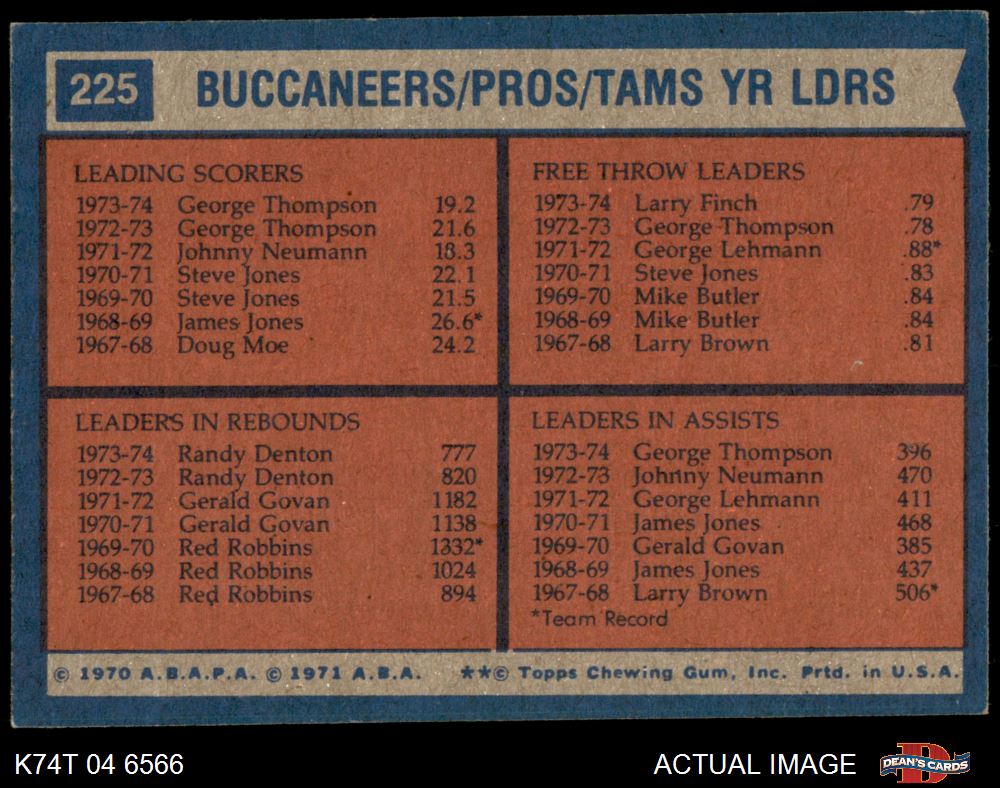 225 BUCCANEERS/PROS/TAMS YR LDRS
LEADING SCORERS
1973-74 George Thompson 19.2
1972-73 George Thompson 21.6
1971-72 Johnny Neumann 18.3
1970-71 Steve Jones 22.1
1969-70 Steve Jones 21.5
1968-69 James Jones 26.6*
1967-68 Doug Moe 24.2
FREE THROW LEADERS
1973-74 Larry Finch .79
1972-73 George Thompson .78
1971-72 George Lehmann .88*
1970-71 Steve Jones .83
1969-70 Mike Butler .84
1968-69 Mike Butler .84
1967-68 Larry Brown .81
LEADERS IN REBOUNDS
1973-74 Randy Denton 777
1972-73 Randy Denton 820
1971-72 Gerald Govan 1182
1970-71 Gerald Govan 1138
1969-70 Red Robbins 1332*
1968-69 Red Robbins 1024
1967-68 Red Robbins 894
LEADERS IN ASSISTS
1973-74 George Thompson 396
1972-73 Johnny Neumann 470
1971-72 George Lehmann 411
1970-71 James Jones 468
1969-70 Gerald Govan 385
1968-69 James Jones 437
1967-68 Larry Brown 506*
*Team Record
© 1970 A.B.A.P.A. © 1971 A.B.A. **© Topps Chewing Gum, Inc. Prtd. in U.S.A.
K74T 04 6566 ACTUAL IMAGE D DEAN'S CARDS